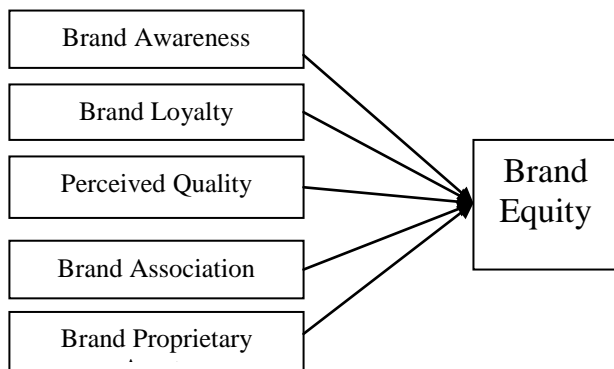 Brand Awareness
Brand Loyalty
Perceived Quality
Brand Association
Brand Proprietary
Brand
Equity